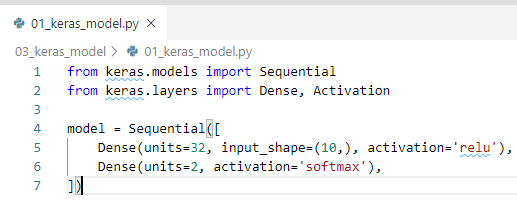 01_keras_model.py ×
03_keras_model > 01_keras_model.py
1 from keras.models import Sequential
2 from keras.layers import Dense, Activation
3
4 model = Sequential([
5     Dense(units=32, input_shape=(10,), activation='relu'),
6     Dense(units=2, activation='softmax'),
7 ])